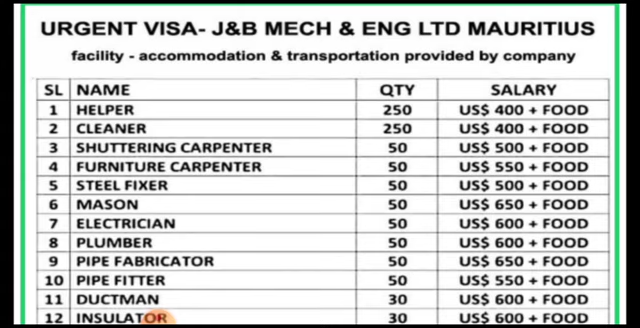 URGENT VISA- J&B MECH & ENG LTD MAURITIUS
facility - accommodation & transportation provided by company
SL NAME QTY SALARY
1 HELPER 250 US$ 400 + FOOD
2 CLEANER 250 US$ 400 + FOOD
3 SHUTTERING CARPENTER 50 US$ 500 + FOOD
4 FURNITURE CARPENTER 50 US$ 550 + FOOD
5 STEEL FIXER 50 US$ 500 + FOOD
6 MASON 50 US$ 650 + FOOD
7 ELECTRICIAN 50 US$ 600 + FOOD
8 PLUMBER 50 US$ 600 + FOOD
9 PIPE FABRICATOR 50 US$ 650 + FOOD
10 PIPE FITTER 50 US$ 550 + FOOD
11 DUCTMAN 30 US$ 600 + FOOD
12 INSULATOR 30 US$ 600 + FOOD